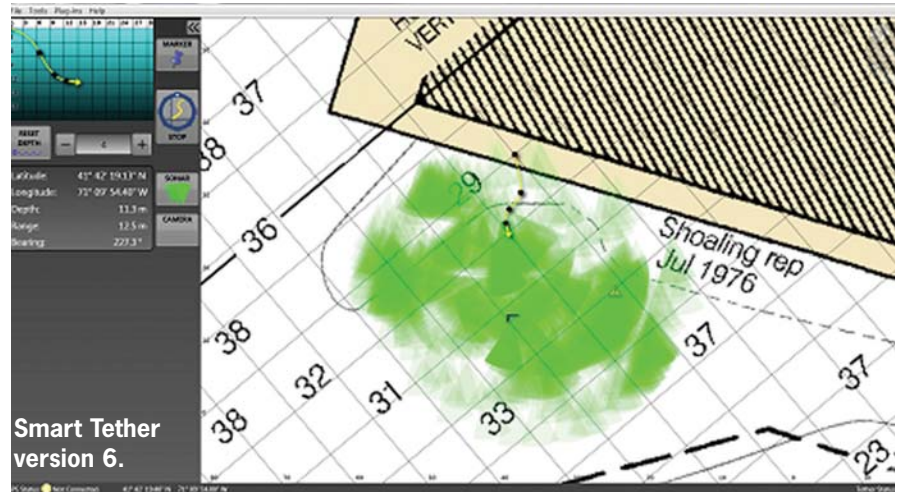 File Tools Plug-ins Help
MARKER
STOP
RESET
DEPTH
4
SONAR
CAMERA
Latitude: 41° 42' 19.13" N
Longitude: 71° 09' 54.40" W
Depth: 11.3 m
Range: 12.5 m
Bearing: 227.3°
VERT
37
38
29
36
Shoaling rep
Jul 1976
38
32
31
37
33
38
37
23
Smart Tether
version 6.